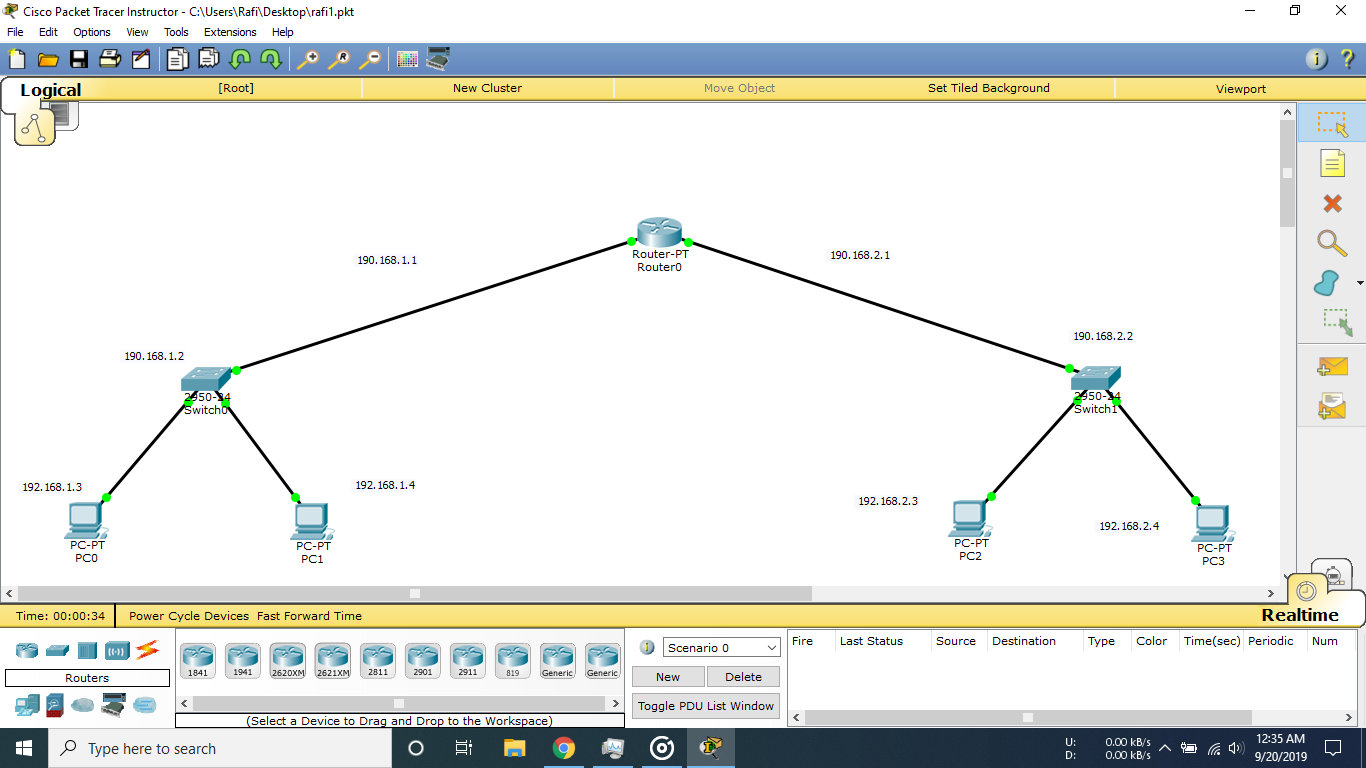 Cisco Packet Tracer Instructor - C:\Users\Rafi\Desktop\rafi1.pkt
File Edit Options View Tools Extensions Help
Logical [Root] New Cluster Move Object Set Tiled Background Viewport
Router-PT
Router0
190.168.1.1
190.168.2.1
190.168.1.2
190.168.2.2
2950-24
Switch0
2950-24
Switch1
192.168.1.3
192.168.1.4
192.168.2.3
192.168.2.4
PC-PT
PC0
PC-PT
PC1
PC-PT
PC2
PC-PT
PC3
Time: 00:00:34 Power Cycle Devices Fast Forward Time Realtime
Routers
1841 1941 2620XM 2621XM 2811 2901 2911 819 Generic Generic
(Select a Device to Drag and Drop to the Workspace)
Scenario 0
New Delete
Toggle PDU List Window
Fire Last Status Source Destination Type Color Time(sec) Periodic Num
Type here to search
U: 0.00 kB/s
D: 0.00 kB/s
12:35 AM
9/20/2019